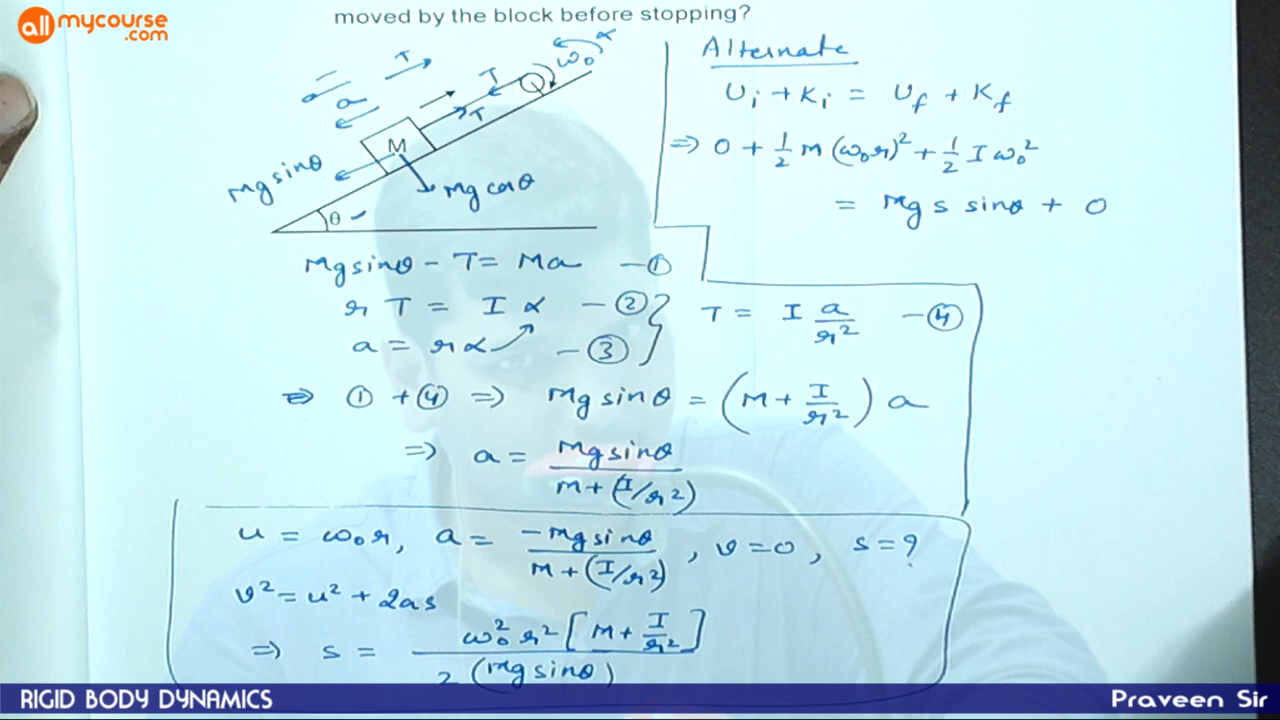 allmycourse.com
moved by the block before stopping?
T
a
T
T
ω₀
α
M
Mg sinθ
Mg cosθ
θ
Mg sinθ - T = Ma —①
r T = I α —②
a = rα —③
T = I a/r² —④
⇒ ① + ④ ⇒ Mg sinθ = (M + I/r²) a
⇒ a = Mg sinθ / M + (I/r²)
u = ω₀r, a = -Mg sinθ / M + (I/r²), v = 0, s = ?
v² = u² + 2as
⇒ s = ω₀² r² [M + I/r²] / 2 (Mg sinθ)
Alternate
Uᵢ + Kᵢ = U_f + K_f
⇒ 0 + ½ M (ω₀r)² + ½ I ω₀²
= Mg s sinθ + 0
RIGID BODY DYNAMICS
Praveen Sir